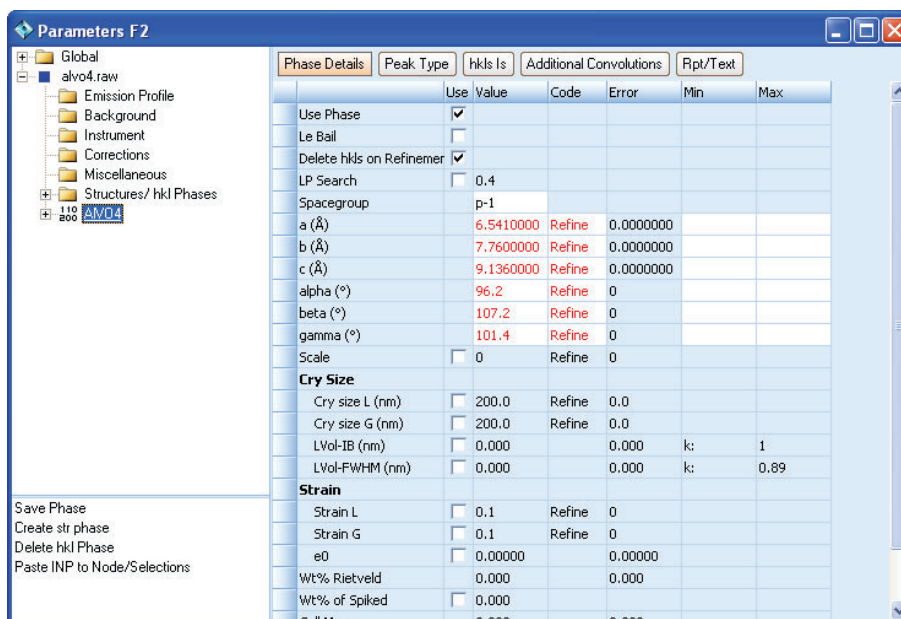 Parameters F2
Global
alvo4.raw
Emission Profile
Background
Instrument
Corrections
Miscellaneous
Structures/ hkl Phases
110 200 AlVO4
Save Phase
Create str phase
Delete hkl Phase
Paste INP to Node/Selections
Phase Details Peak Type hkls Is Additional Convolutions Rpt/Text
Use Value Code Error Min Max
Use Phase
Le Bail
Delete hkls on Refinemer
LP Search 0.4
Spacegroup p-1
a (Å) 6.5410000 Refine 0.0000000
b (Å) 7.7600000 Refine 0.0000000
c (Å) 9.1360000 Refine 0.0000000
alpha (°) 96.2 Refine 0
beta (°) 107.2 Refine 0
gamma (°) 101.4 Refine 0
Scale 0 Refine 0
Cry Size
Cry size L (nm) 200.0 Refine 0.0
Cry size G (nm) 200.0 Refine 0.0
LVol-IB (nm) 0.000 0.000 k: 1
LVol-FWHM (nm) 0.000 0.000 k: 0.89
Strain
Strain L 0.1 Refine 0
Strain G 0.1 Refine 0
e0 0.00000 0.00000
Wt% Rietveld 0.000 0.000
Wt% of Spiked 0.000